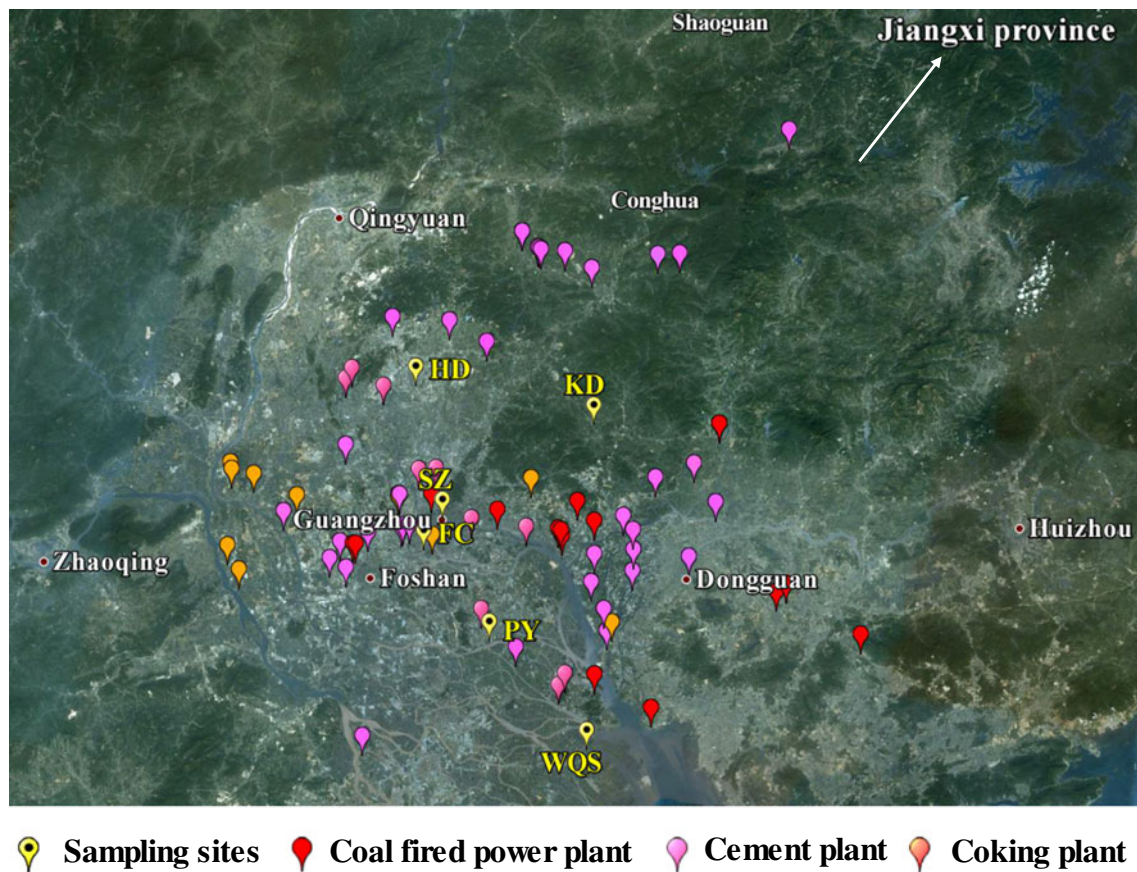 Shaoguan
Jiangxi province
Conghua
Qingyuan
HD
KD
SZ
Guangzhou
FC
Huizhou
Zhaoqing
Foshan
Dongguan
PY
WQS
Sampling sites
Coal fired power plant
Cement plant
Coking plant